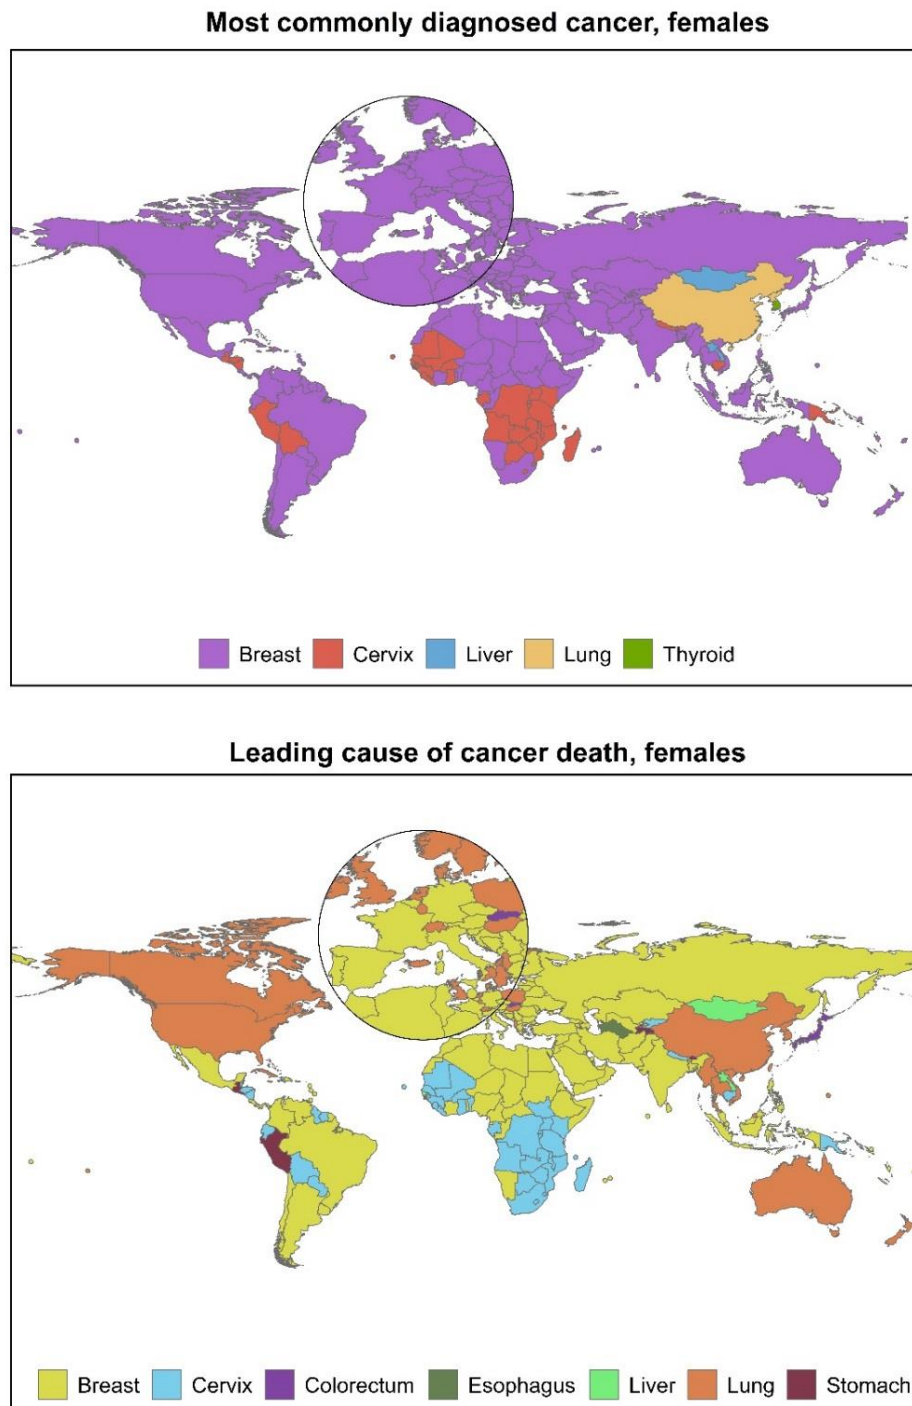 Most commonly diagnosed cancer, females
Breast Cervix Liver Lung Thyroid
Leading cause of cancer death, females
Breast Cervix Colorectum Esophagus Liver Lung Stomach